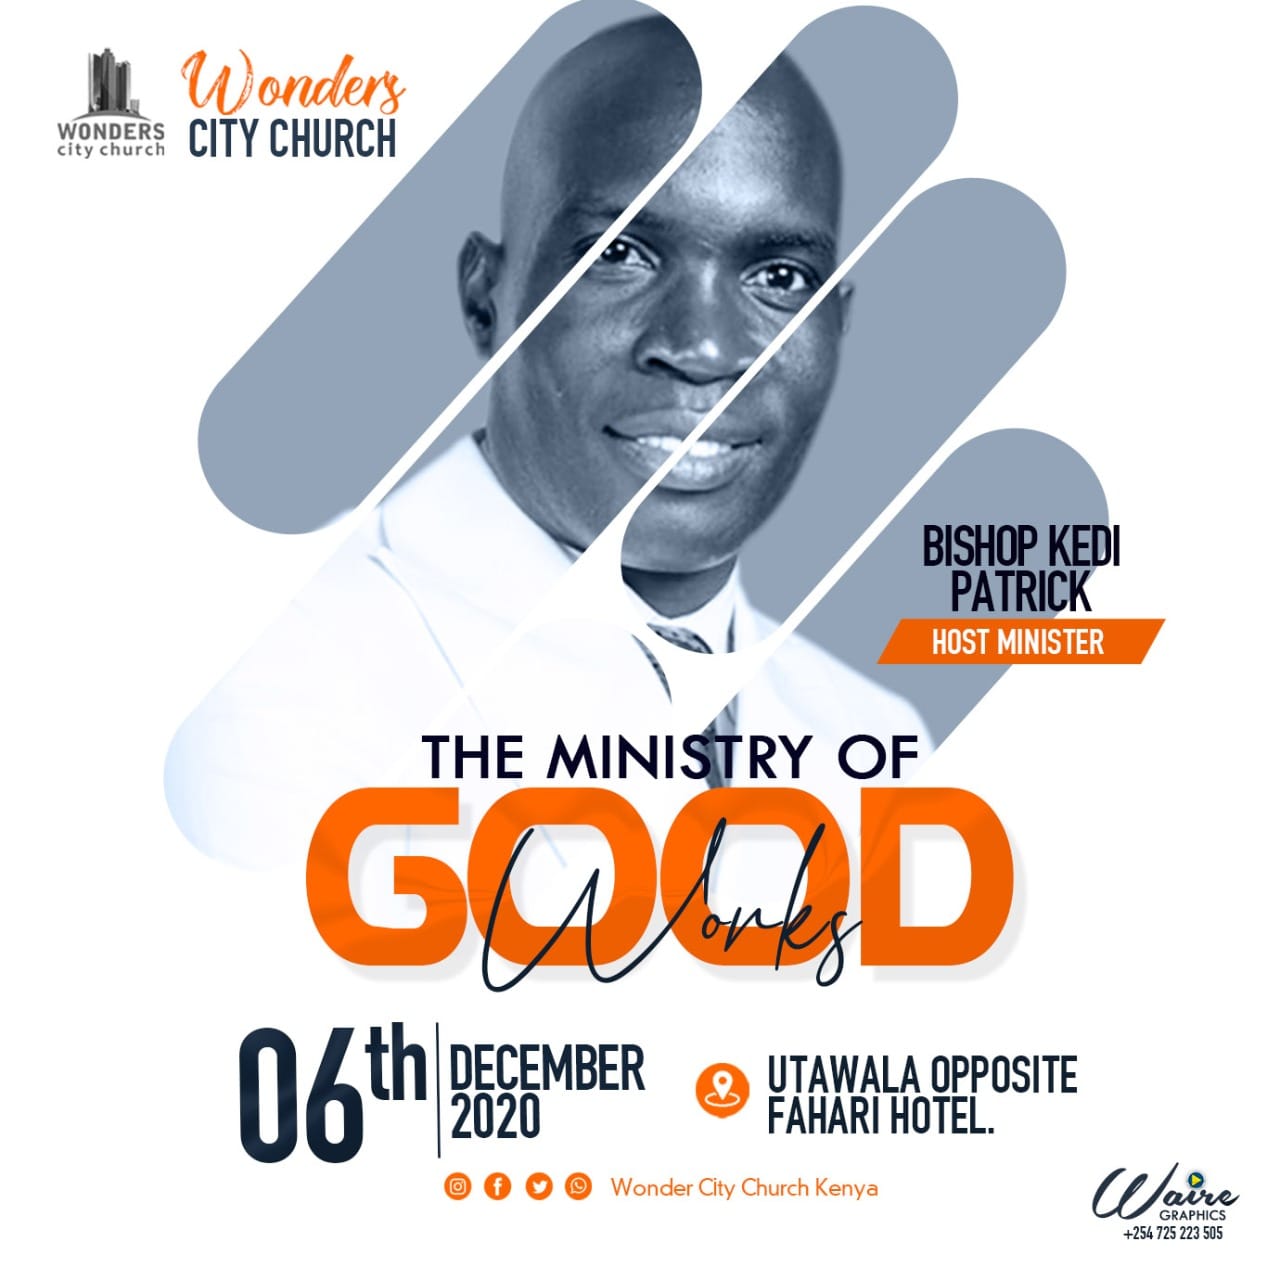 WONDERS
city church
Wonders
CITY CHURCH
BISHOP KEDI
PATRICK
HOST MINISTER
THE MINISTRY OF
GOOD
Works
06th
DECEMBER
2020
UTAWALA OPPOSITE
FAHARI HOTEL.
Wonder City Church Kenya
Waire
GRAPHICS
+254 725 223 505